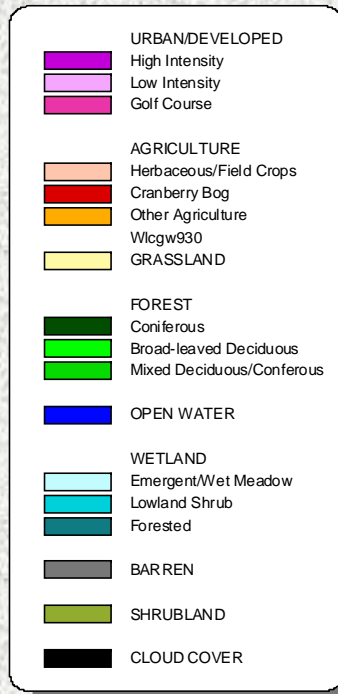 URBAN/DEVELOPED
High Intensity
Low Intensity
Golf Course
AGRICULTURE
Herbaceous/Field Crops
Cranberry Bog
Other Agriculture
Wlcgw930
GRASSLAND
FOREST
Coniferous
Broad-leaved Deciduous
Mixed Deciduous/Conferous
OPEN WATER
WETLAND
Emergent/Wet Meadow
Lowland Shrub
Forested
BARREN
SHRUBLAND
CLOUD COVER